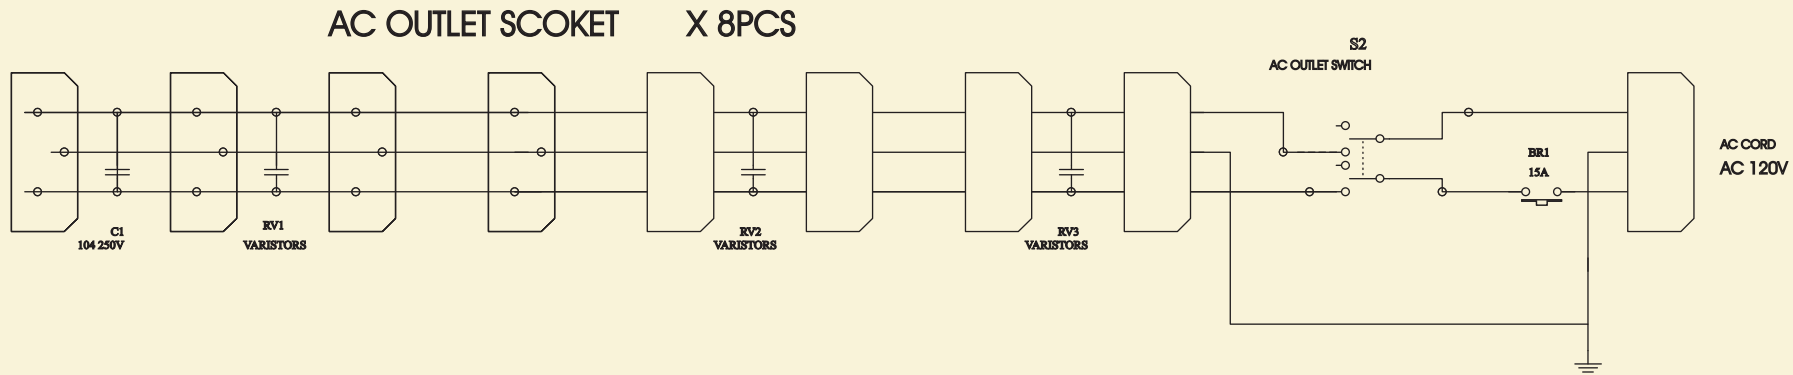 AC OUTLET SCOKET X 8PCS
S2
AC OUTLET SWITCH
BR1
15A
AC CORD
AC 120V
C1
104 250V
RV1
VARISTORS
RV2
VARISTORS
RV3
VARISTORS